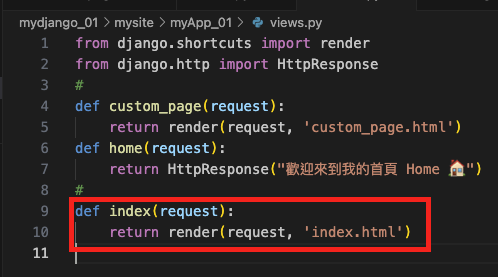 mydjango_01 > mysite > myApp_01 > views.py
1 from django.shortcuts import render
2 from django.http import HttpResponse
3 #
4 def custom_page(request):
5     return render(request, 'custom_page.html')
6 def home(request):
7     return HttpResponse("歡迎來到我的首頁 Home 🏠")
8 #
9 def index(request):
10     return render(request, 'index.html')
11